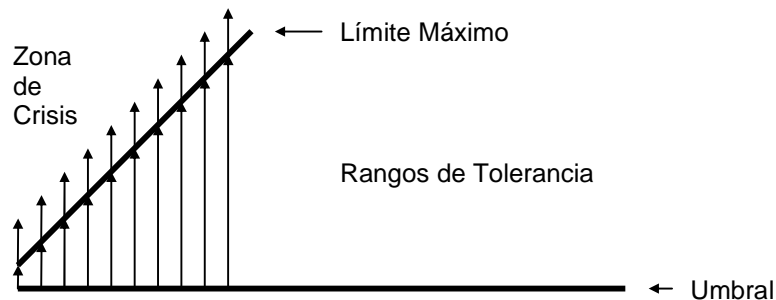 Límite Máximo
Zona
de
Crisis
Rangos de Tolerancia
Umbral